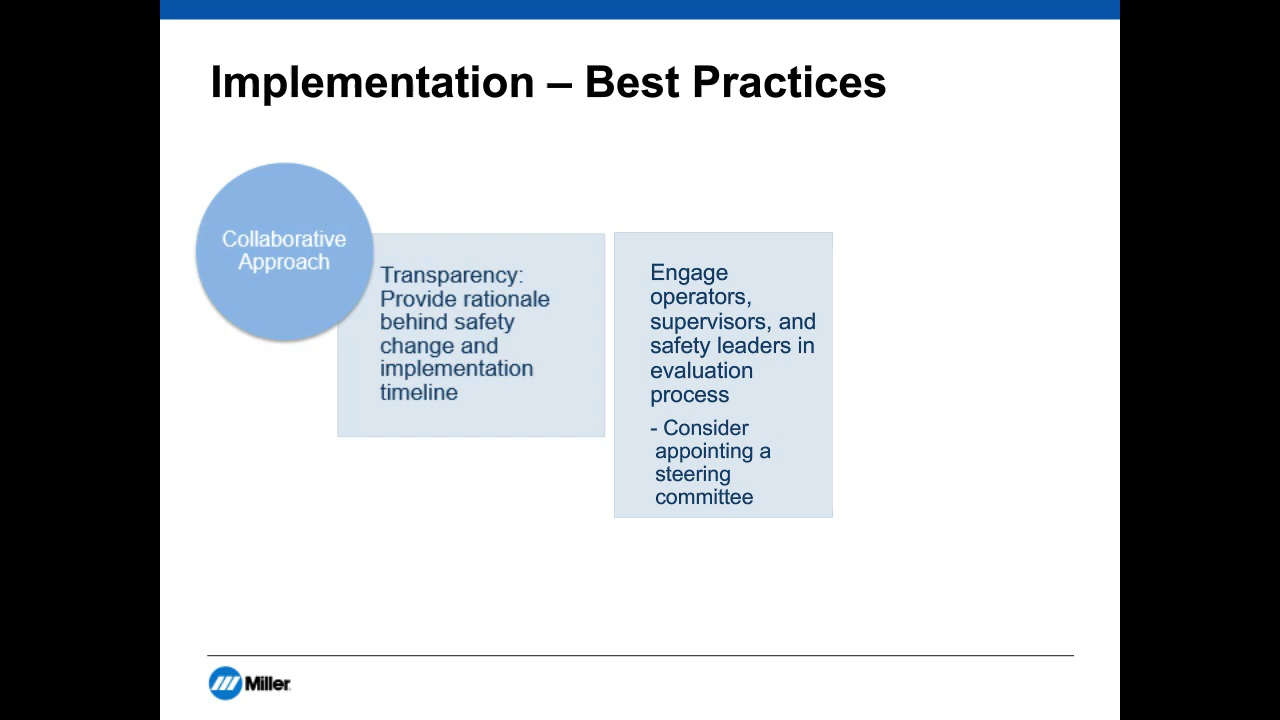 Implementation – Best Practices
Collaborative
Approach
Transparency:
Provide rationale
behind safety
change and
implementation
timeline
Engage
operators,
supervisors, and
safety leaders in
evaluation
process
- Consider
appointing a
steering
committee
Miller